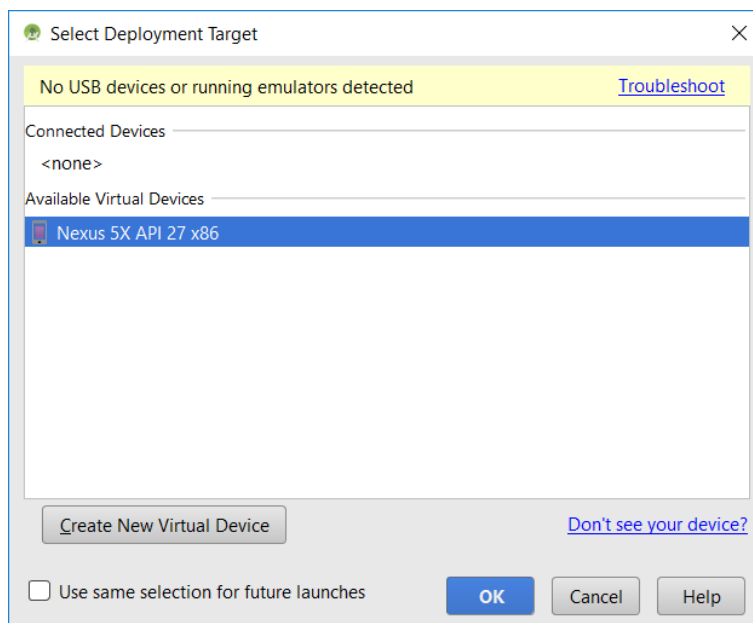 Select Deployment Target
No USB devices or running emulators detected Troubleshoot
Connected Devices
<none>
Available Virtual Devices
Nexus 5X API 27 x86
Create New Virtual Device Don't see your device?
Use same selection for future launches OK Cancel Help